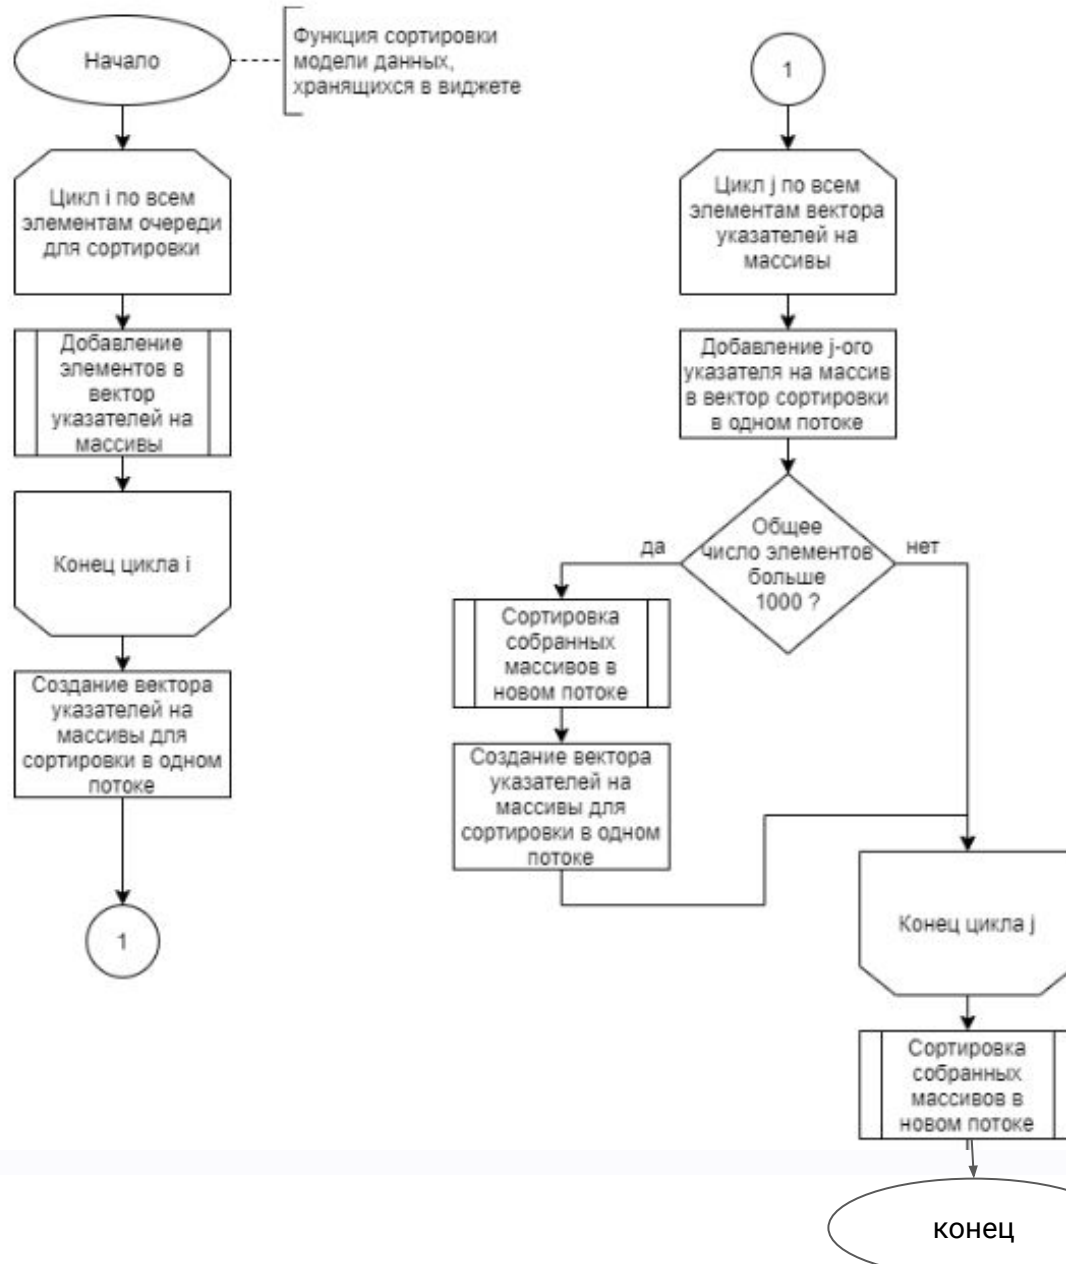 Начало
Функция сортировки
модели данных,
хранящихся в виджете
Цикл i по всем
элементам очереди
для сортировки
Добавление
элементов в
вектор
указателей на
массивы
Конец цикла i
Создание вектора
указателей на
массивы для
сортировки в одном
потоке
1
1
Цикл j по всем
элементам вектора
указателей на
массивы
Добавление j-ого
указателя на массив
в вектор сортировки
в одном потоке
Общее
число элементов
больше
1000 ?
да
нет
Сортировка
собранных
массивов в
новом потоке
Создание вектора
указателей на
массивы для
сортировки в одном
потоке
Конец цикла j
Сортировка
собранных
массивов в
новом потоке
конец